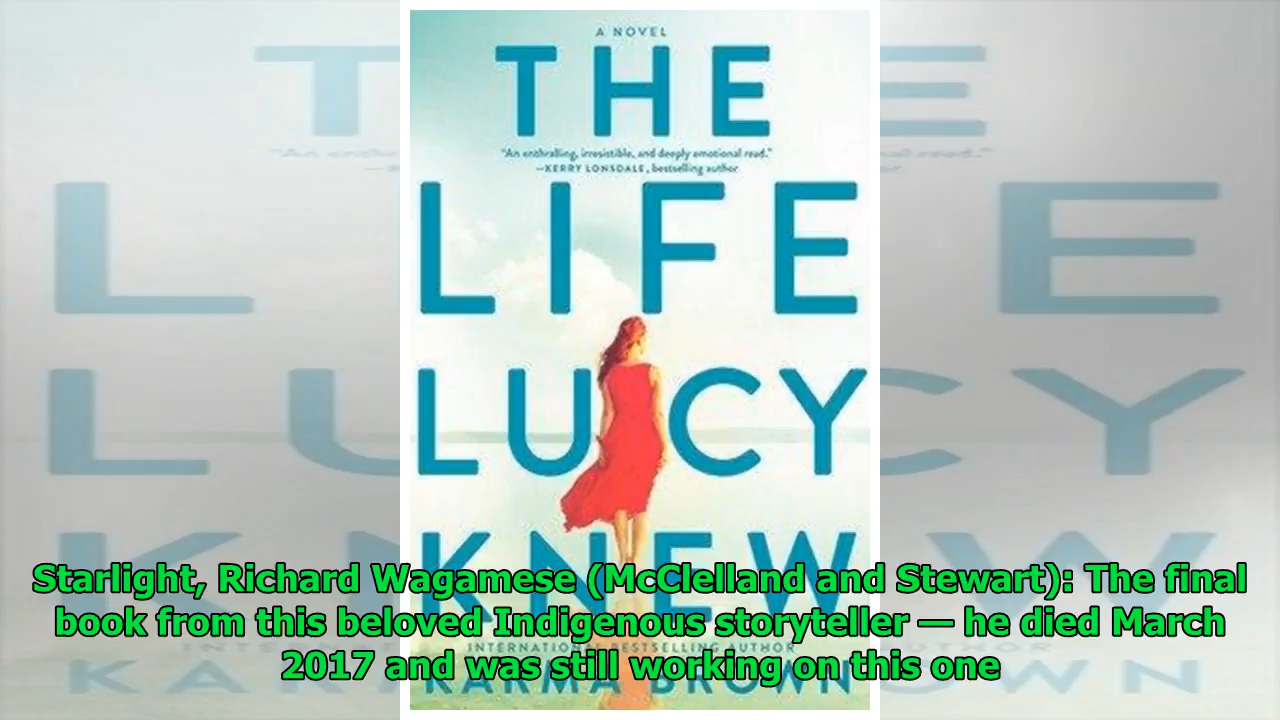 A NOVEL
THE
"An enthralling, irresistible, and deeply emotional read."
—KERRY LONSDALE, bestselling author
LIFE
LUCY
KNEW
Starlight, Richard Wagamese (McClelland and Stewart): The final
book from this beloved Indigenous storyteller — he died March
2017 and was still working on this one
INTERNATIONAL BESTSELLING AUTHOR
KARMA BROWN